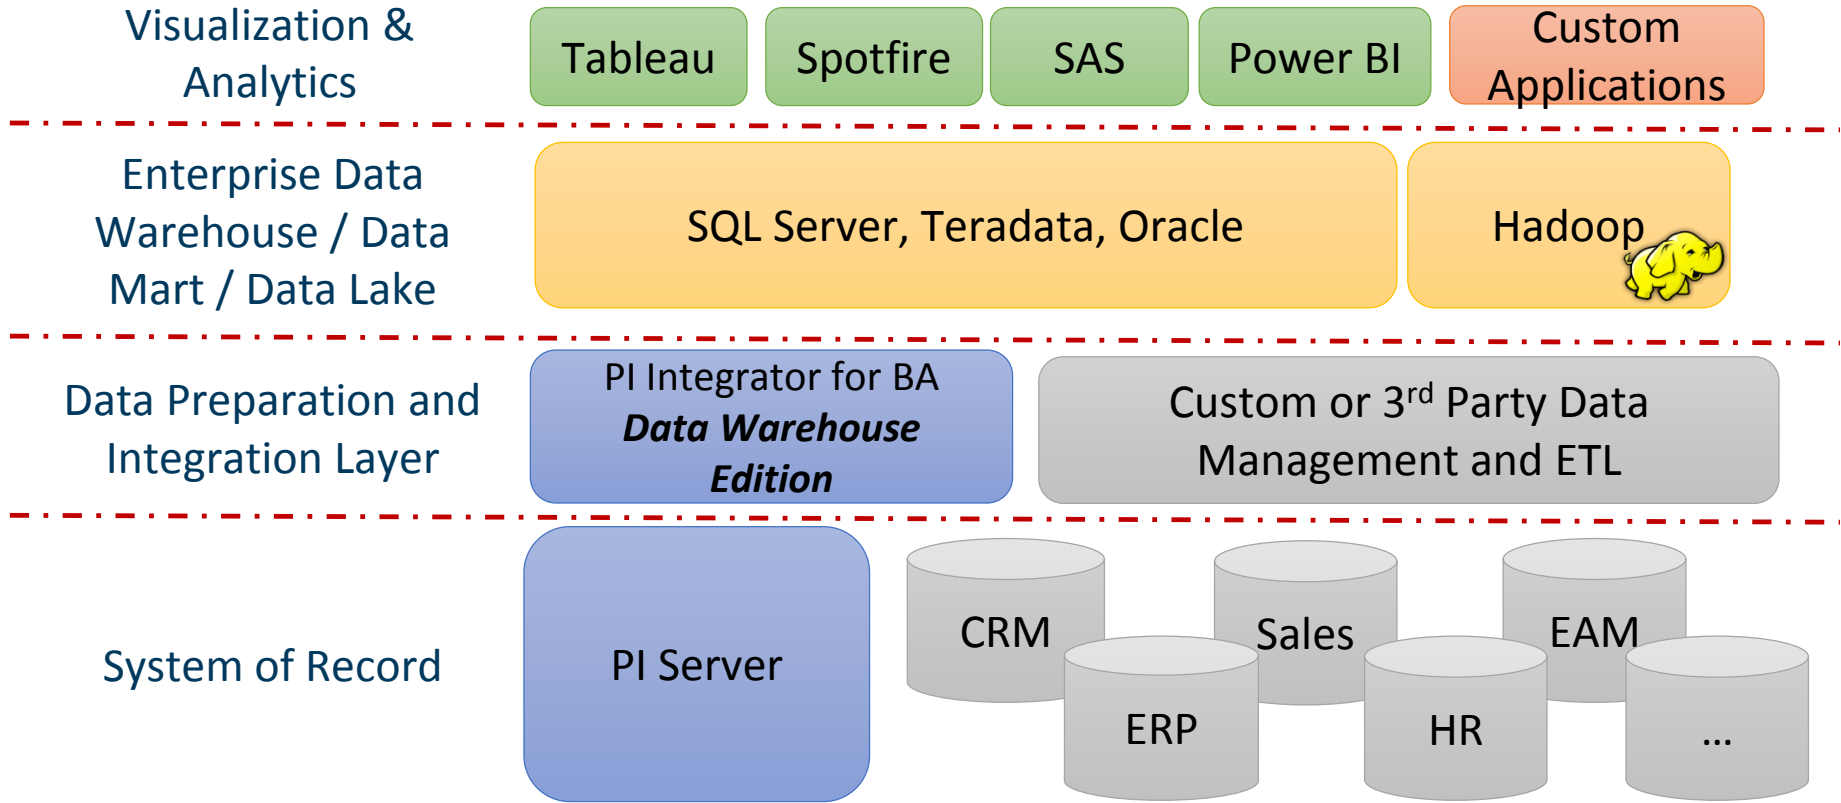 Visualization &
Analytics
Tableau
Spotfire
SAS
Power BI
Custom
Applications
Enterprise Data
Warehouse / Data
Mart / Data Lake
SQL Server, Teradata, Oracle
Hadoop
Data Preparation and
Integration Layer
PI Integrator for BA
Data Warehouse
Edition
Custom or 3rd Party Data
Management and ETL
System of Record
PI Server
CRM
Sales
EAM
ERP
HR
...